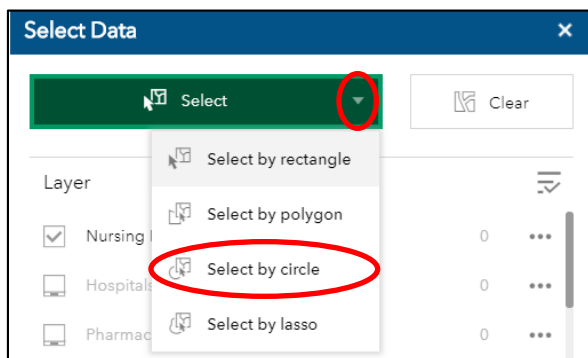 Select Data
Select
Clear
Select by rectangle
Layer
Select by polygon
Nursing
0
Select by circle
Hospitals
0
Select by lasso
0